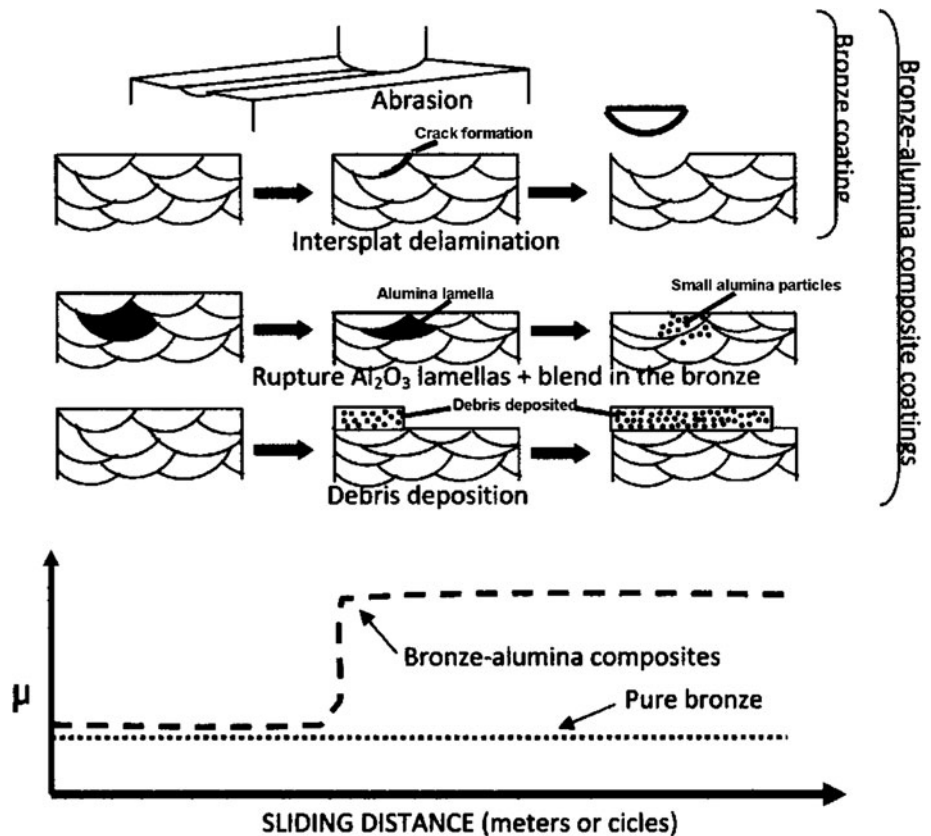 Abrasion
Crack formation
Intersplat delamination
Alumina lamella
Small alumina particles
Rupture Al₂O₃ lamellas + blend in the bronze
Debris deposited
Debris deposition
Bronze coating
Bronze-alumina composite coatings
μ
Bronze-alumina composites
Pure bronze
SLIDING DISTANCE (meters or cicles)